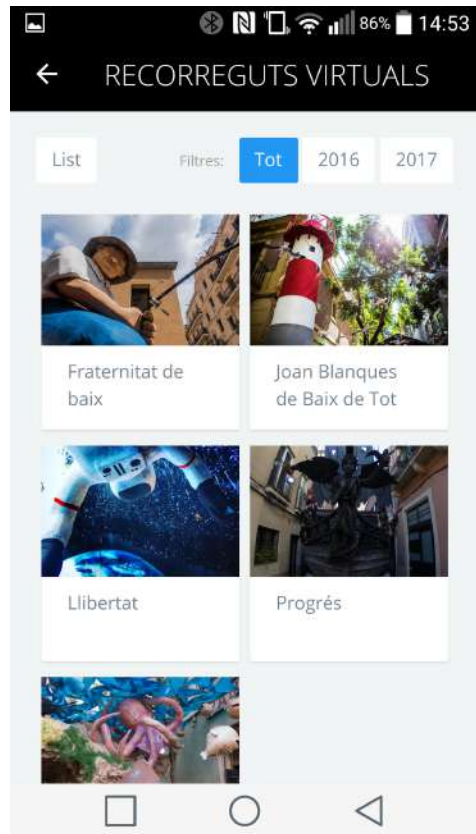 86% 14:53
RECORREGUTS VIRTUALS
List Filtres: Tot 2016 2017
Fraternitat de
baix
Joan Blanques
de Baix de Tot
Llibertat
Progrés